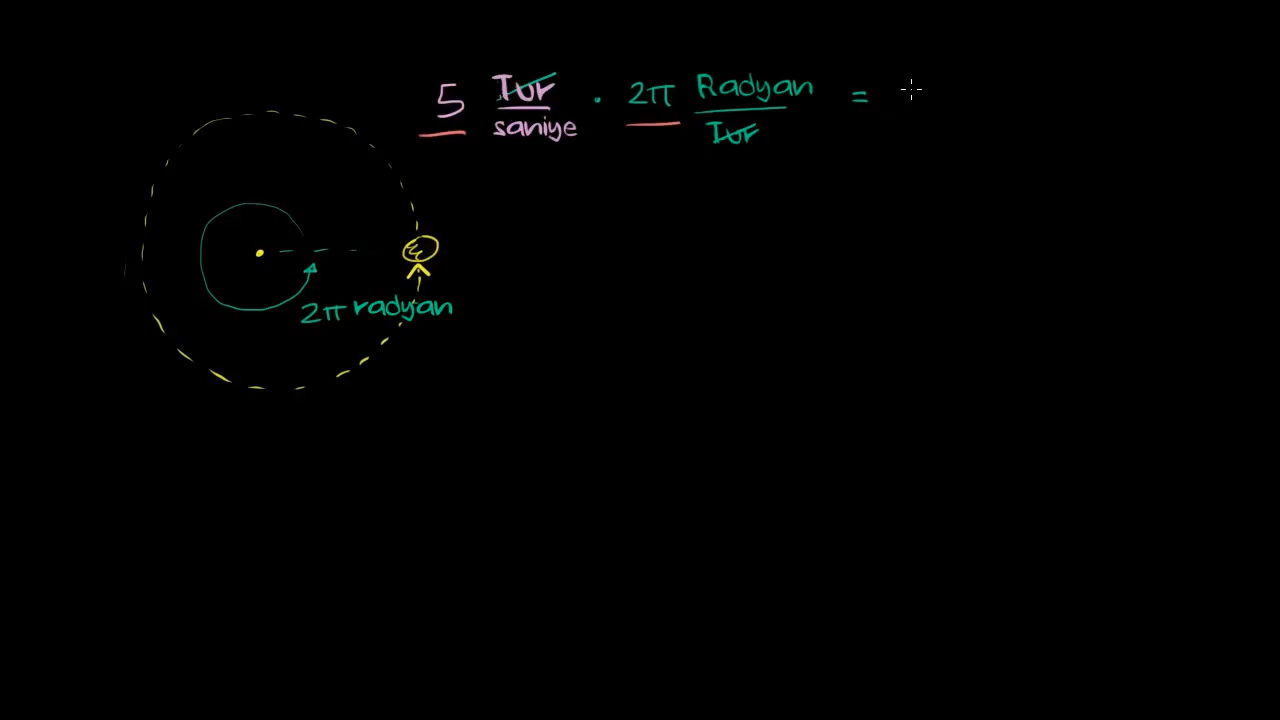 5 Tur/saniye · 2π Radyan/Tur =
2π radyan